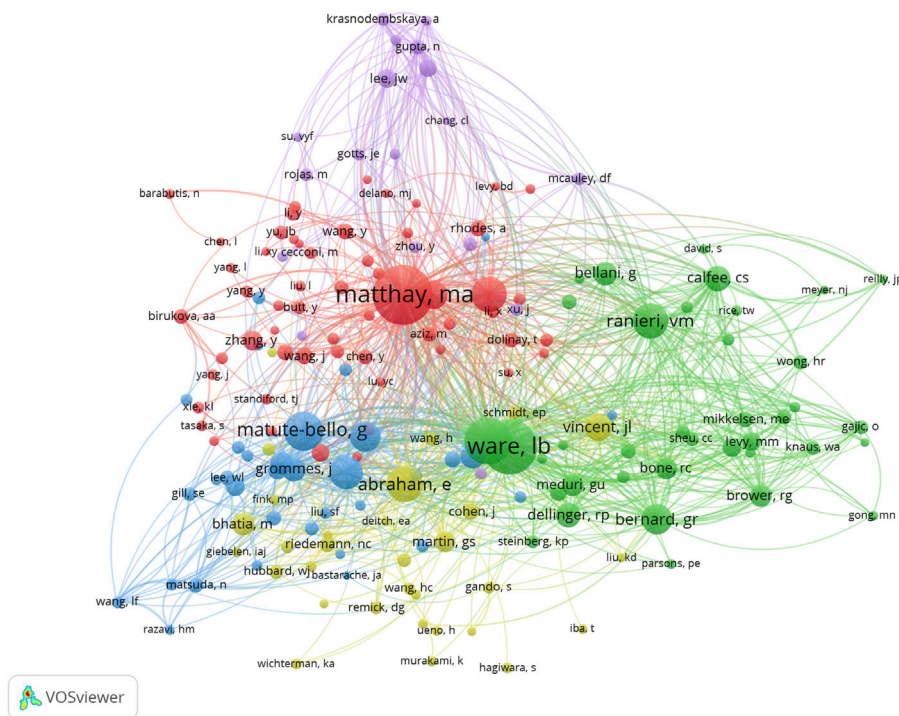 krasnodembskaya, a
gupta, n
lee, jw
chang, cl
su, vyf
gotts, je
rojas, m
mcauley, df
levy, bd
delano, mj
barabutis, n
li, y
rhodes, a
yu, jb
wang, y
chen, l
zhou, y
david, s
li, xy
cecconi, m
yang, l
bellani, g
calfee, cs
reilly, jp
liu, l
meyer, nj
yang, y
matthay, ma
butt, y
li, x
xu, j
rice, tw
birukova, aa
ranieri, vm
aziz, m
zhang, y
dolinay, t
wang, j
chen, y
wong, hr
yang, j
lu, yc
su, x
xie, kl
standiford, tj
schmidt, ep
mikkelsen, me
tasaka, s
matute-bello, g
vincent, jl
gajic, o
wang, h
ware, lb
sheu, cc
levy, mm
knaus, wa
grommes, j
bone, rc
lee, wl
abraham, e
meduri, gu
gill, se
brower, rg
fink, mp
liu, sf
cohen, j
dellinger, rp
bernard, gr
gong, mn
bhatia, m
deitch, ea
riedemann, nc
martin, gs
steinberg, kp
giebelen, iaj
liu, kd
parsons, pe
hubbard, wj
bastarache, ja
matsuda, n
wang, hc
gando, s
wang, lf
remick, dg
razavi, hm
ueno, h
iba, t
wichterman, ka
murakami, k
hagiwara, s
VOSviewer